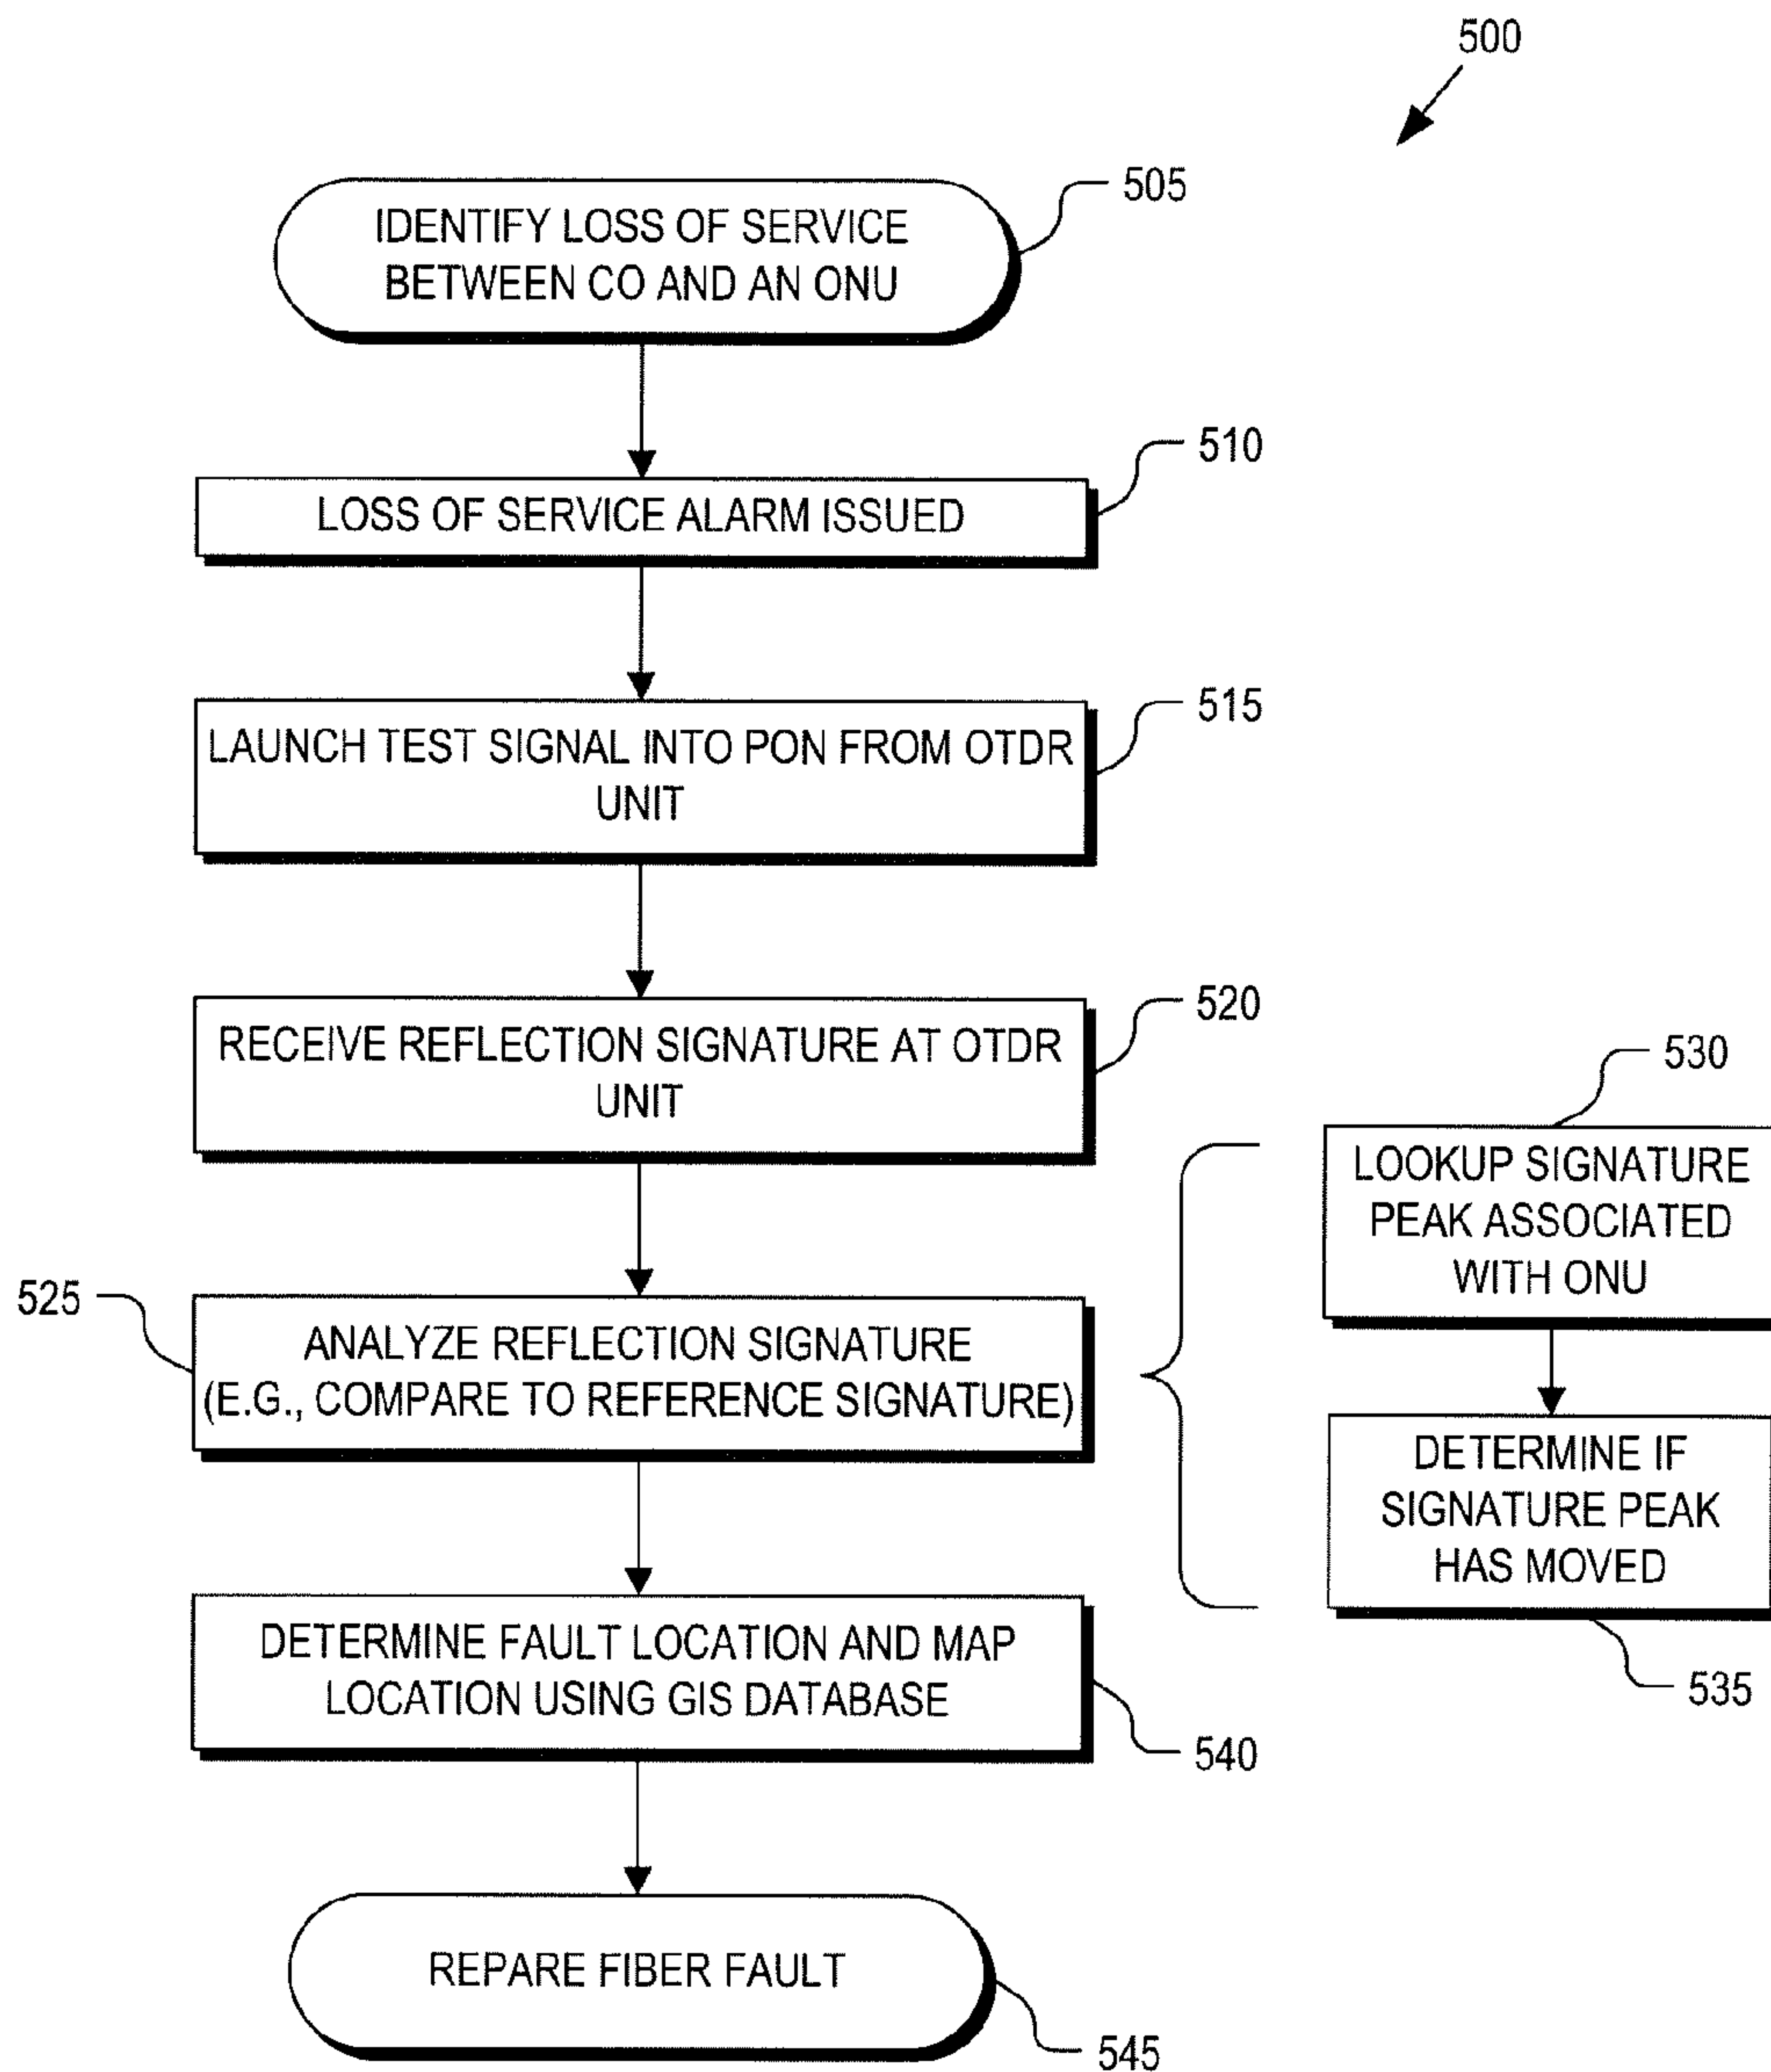 500
IDENTIFY LOSS OF SERVICE
BETWEEN CO AND AN ONU
505
LOSS OF SERVICE ALARM ISSUED
510
LAUNCH TEST SIGNAL INTO PON FROM OTDR
UNIT
515
RECEIVE REFLECTION SIGNATURE AT OTDR
UNIT
520
525
ANALYZE REFLECTION SIGNATURE
(E.G., COMPARE TO REFERENCE SIGNATURE)
530
LOOKUP SIGNATURE
PEAK ASSOCIATED
WITH ONU
DETERMINE IF
SIGNATURE PEAK
HAS MOVED
535
DETERMINE FAULT LOCATION AND MAP
LOCATION USING GIS DATABASE
540
REPARE FIBER FAULT
545